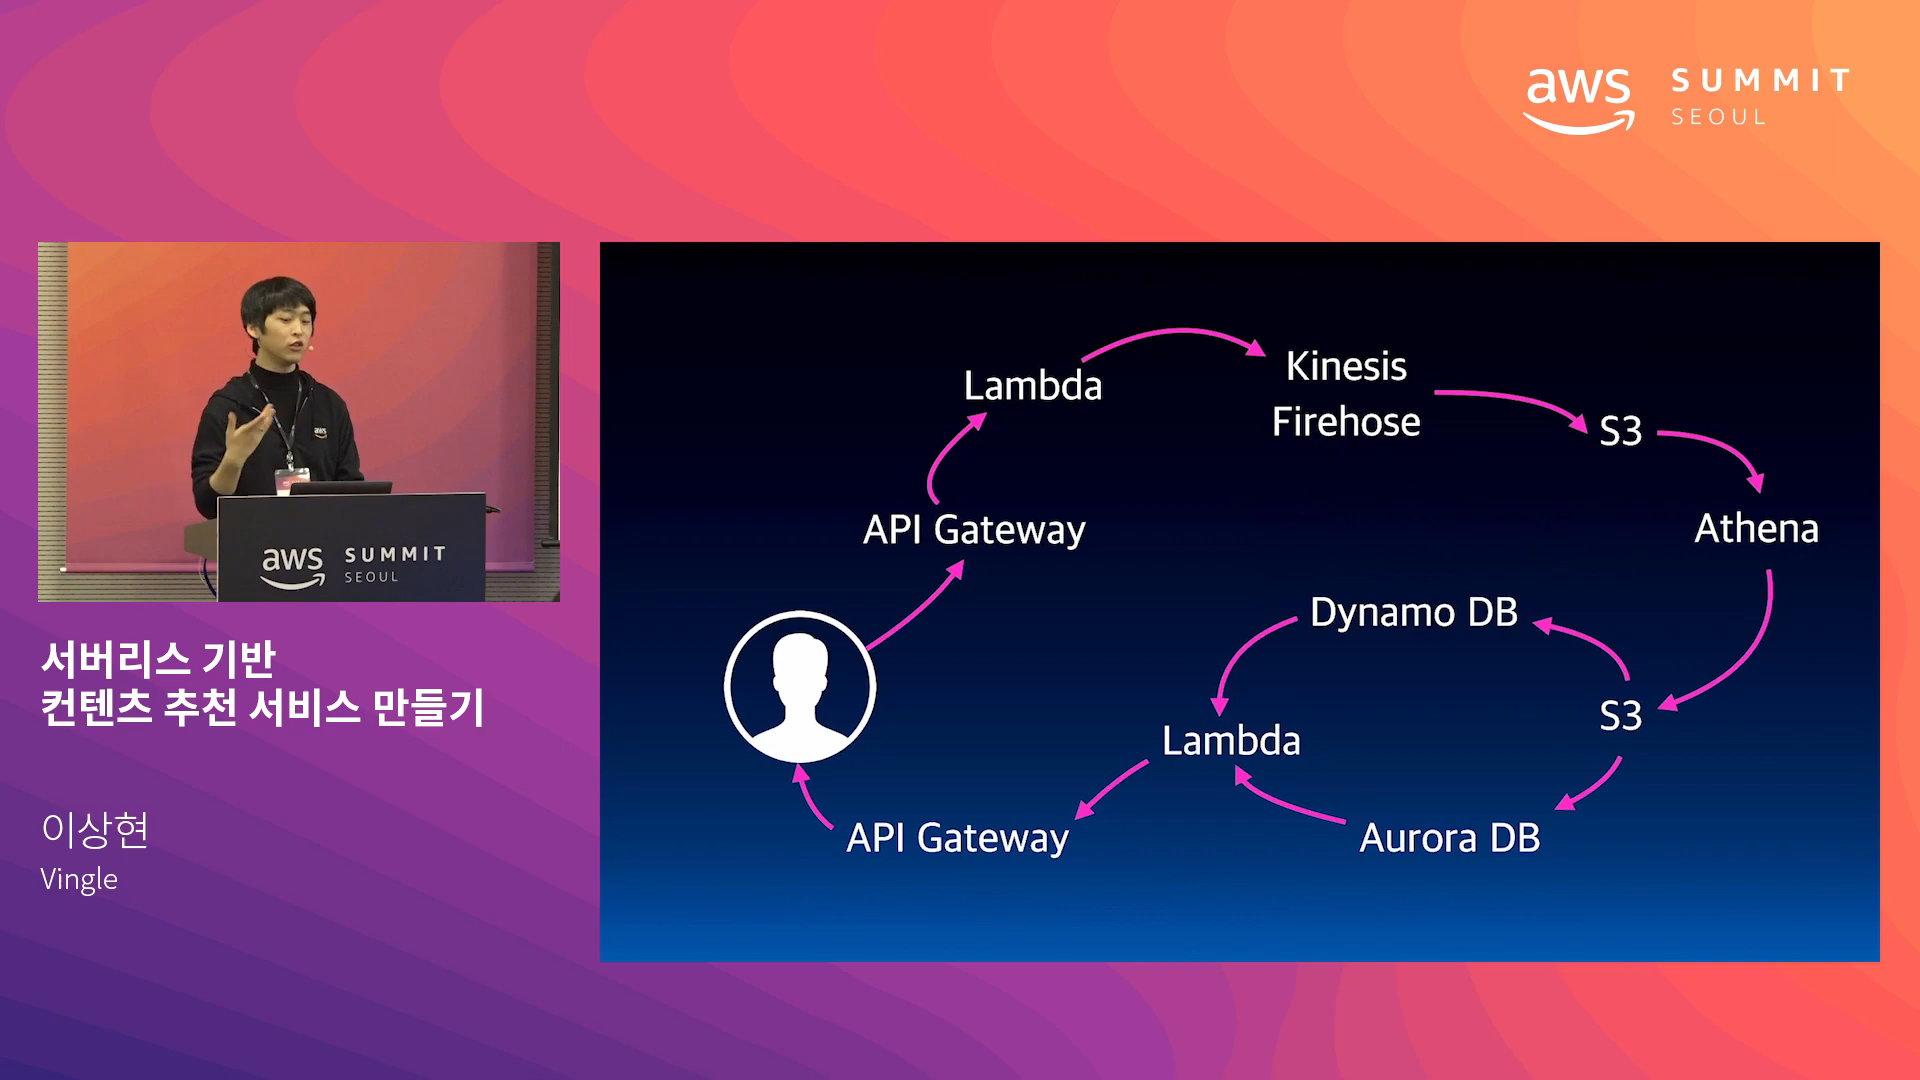 aws SUMMIT
SEOUL
aws
aws SUMMIT
SEOUL
서버리스 기반
컨텐츠 추천 서비스 만들기
이상현
Vingle
Lambda
Kinesis
Firehose
S3
API Gateway
Athena
Dynamo DB
S3
Lambda
API Gateway
Aurora DB